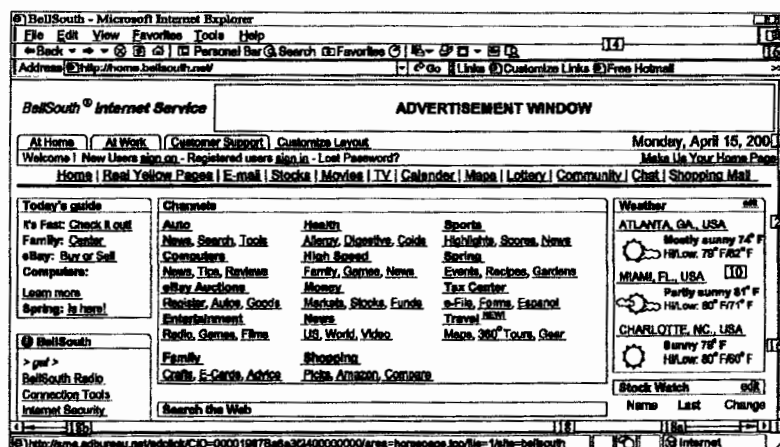 BellSouth - Microsoft Internet Explorer
File Edit View Favorites Tools Help
Back Personal Bar Search Favorites 14
Address http://home.bellsouth.net/ Go Links Customize Links Free Hotmail
BellSouth ® Internet Service ADVERTISEMENT WINDOW
At Home At Work Customer Support Customize Layout Monday, April 15, 200
Welcome ! New Users sign on - Registered users sign in - Lost Password? Make Us Your Home Page
Home | Real Yellow Pages | E-mail | Stocks | Movies | TV | Calander | Maps | Lottery | Community | Chat | Shopping Mall
Today's guide
It's Fast: Check it out!
Family: Center
eBay: Buy or Sell
Computers:
Learn more
Spring: is here!
BellSouth
> get >
BellSouth Radio
Connection Tools
Internet Security
Channels
Auto Health Sports
News, Search, Tools Allergy, Digestive, Colds Highlights, Scores, News
Computers High Speed Spring
News, Tips, Reviews Family, Games, News Events, Recipes, Gardens
eBay Auctions Money Tax Center
Register, Autos, Goods Markets, Stocks, Funds e-File, Forms, Espanol
Entertainment News Travel NEW!
Radio, Games, Films US, World, Video Maps, 360° Tours, Gear
Family Shopping
Crafts, E-Cards, Advice Picks, Amazon, Compare
Search the Web
Weather edit
ATLANTA, GA., USA
Mostly sunny 74° F
Hi/Low: 79° F/62° F
MIAMI, FL., USA 10
Partly sunny 81° F
Hi/Low: 80° F/71° F
CHARLOTTE, NC., USA
Sunny 79° F
Hi/Low: 80° F/60° F
Stock Watch edit
Name Last Change
18b 18 18a
Internet